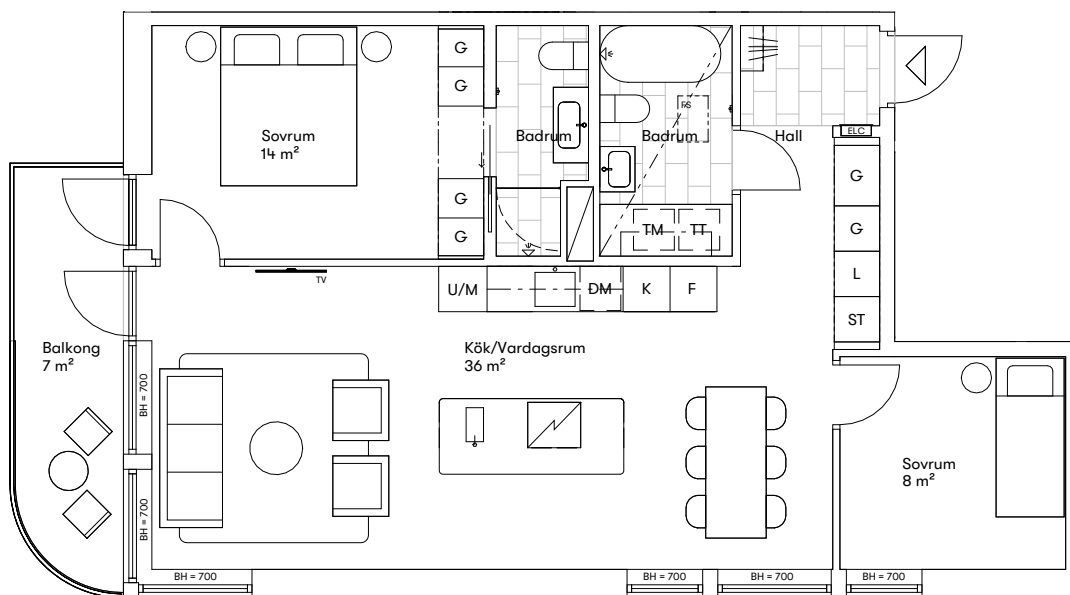 G
G
G
G
Sovrum
14 m²
Badrum
Badrum
FS
Hall
ELC
G
G
L
ST
TM
TT
TV
U/M
DM
K
F
Balkong
7 m²
Kök/Vardagsrum
36 m²
BH = 700
BH = 700
Sovrum
8 m²
BH = 700
BH = 700
BH = 700
BH = 700